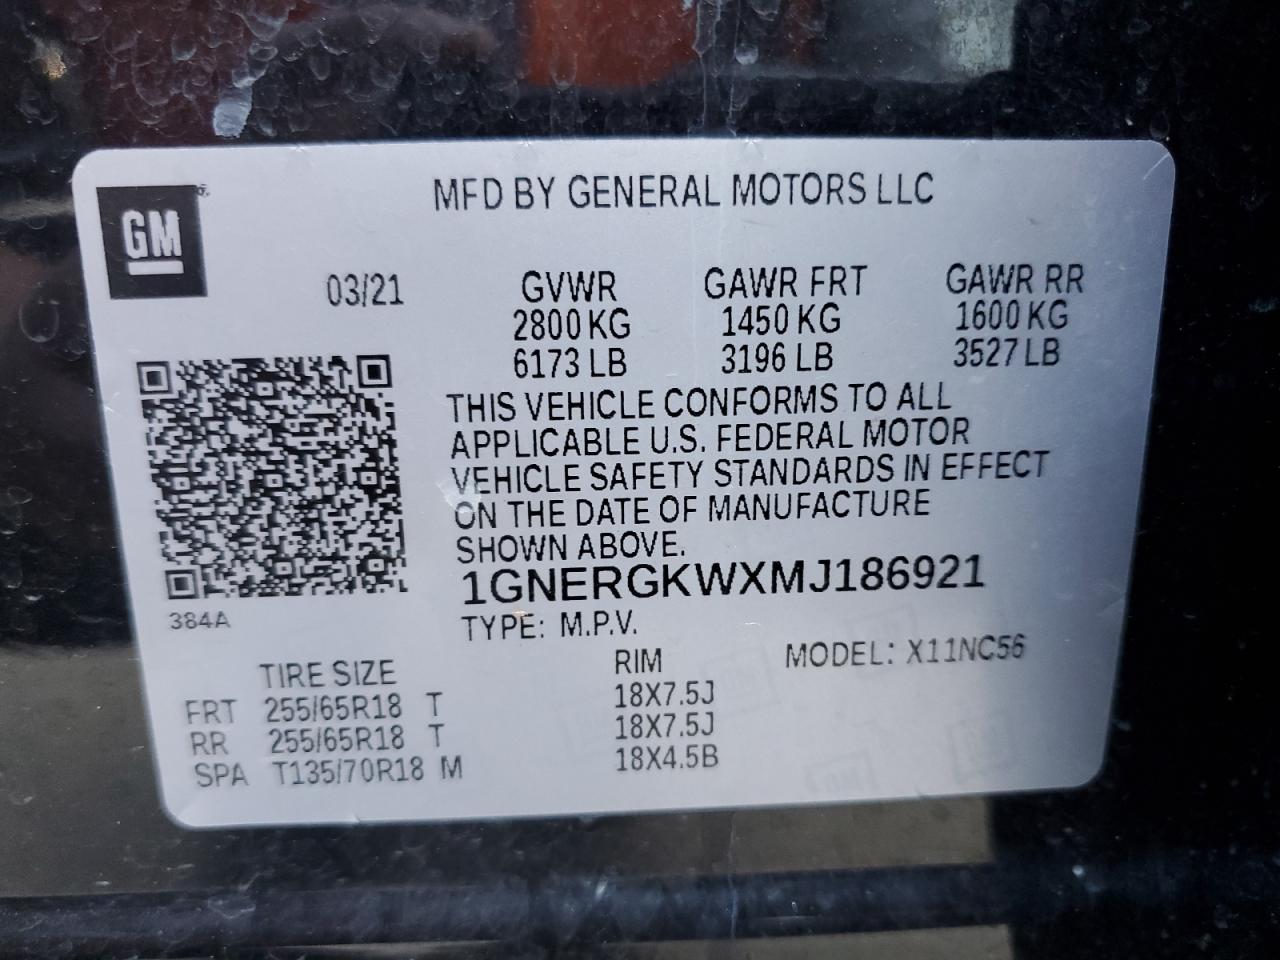 GM
MFD BY GENERAL MOTORS LLC
03/21
GVWR GAWR FRT GAWR RR
2800 KG 1450 KG 1600 KG
6173 LB 3196 LB 3527 LB
THIS VEHICLE CONFORMS TO ALL
APPLICABLE U.S. FEDERAL MOTOR
VEHICLE SAFETY STANDARDS IN EFFECT
ON THE DATE OF MANUFACTURE
SHOWN ABOVE.
1GNERGKWXMJ186921
384A
TYPE: M.P.V.
TIRE SIZE RIM MODEL: X11NC56
FRT 255/65R18 T 18X7.5J
RR 255/65R18 T 18X7.5J
SPA T135/70R18 M 18X4.5B